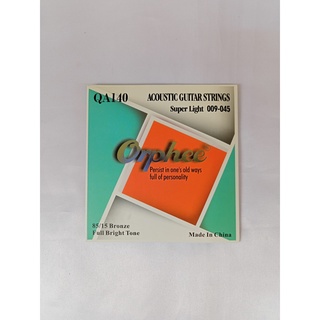 QA140
ACOUSTIC GUITAR STRINGS
Super Light 009-045
Orphee
Persist in one's old ways
full of personality
85/15 Bronze
Full Bright Tone
Made In China